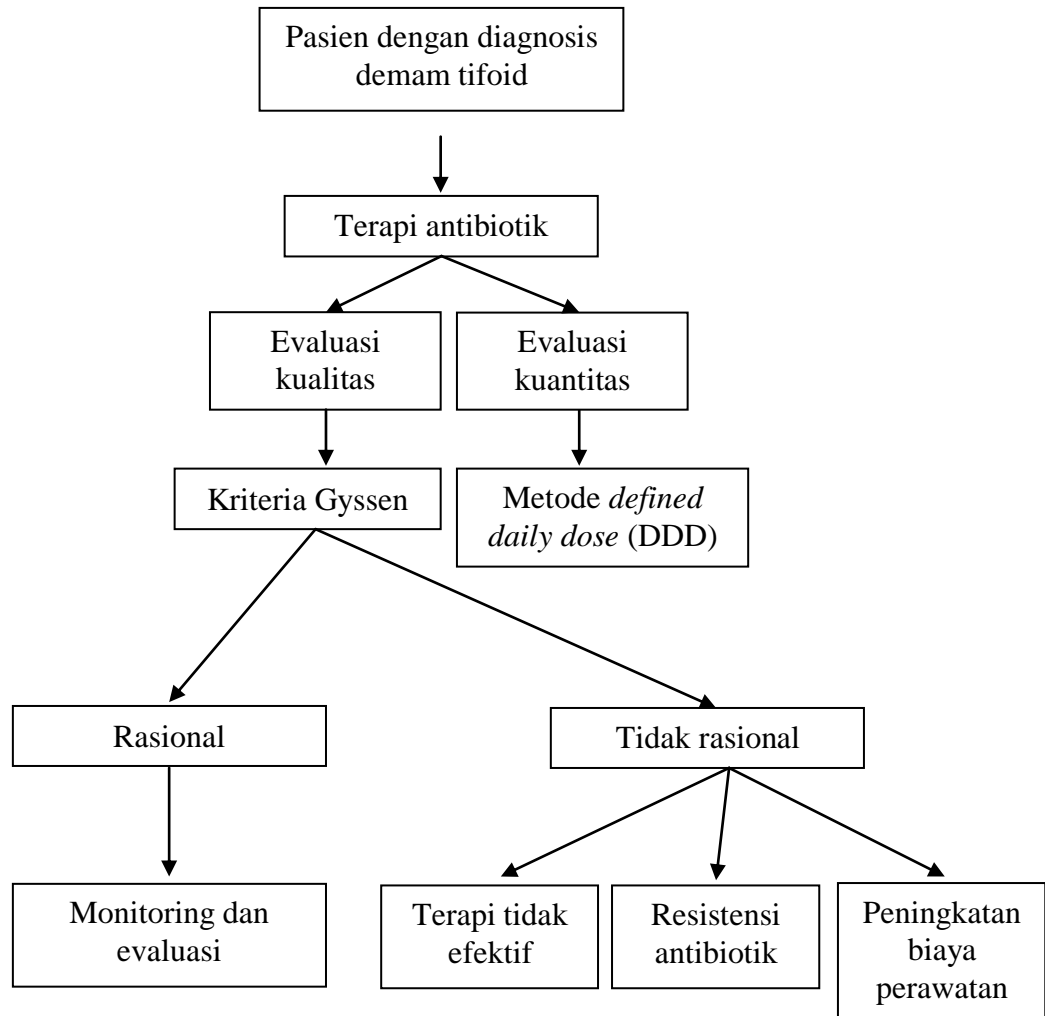 Pasien dengan diagnosis
demam tifoid
Terapi antibiotik
Evaluasi
kualitas
Evaluasi
kuantitas
Kriteria Gyssen
Metode defined
daily dose (DDD)
Rasional
Tidak rasional
Monitoring dan
evaluasi
Terapi tidak
efektif
Resistensi
antibiotik
Peningkatan
biaya
perawatan